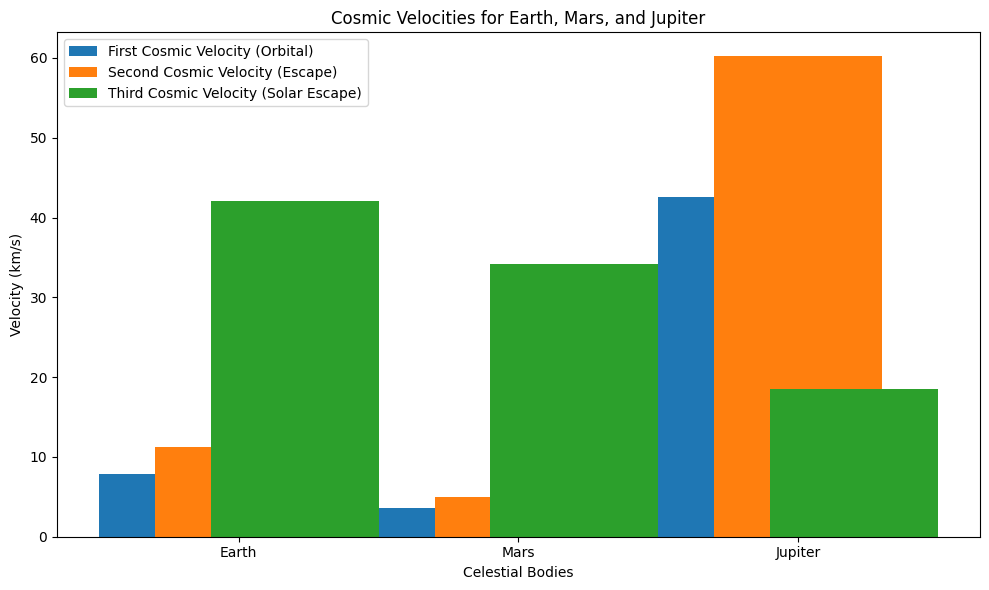 Cosmic Velocities for Earth, Mars, and Jupiter
First Cosmic Velocity (Orbital)
Second Cosmic Velocity (Escape)
Third Cosmic Velocity (Solar Escape)
Velocity (km/s)
60
50
40
30
20
10
0
Earth Mars Jupiter
Celestial Bodies